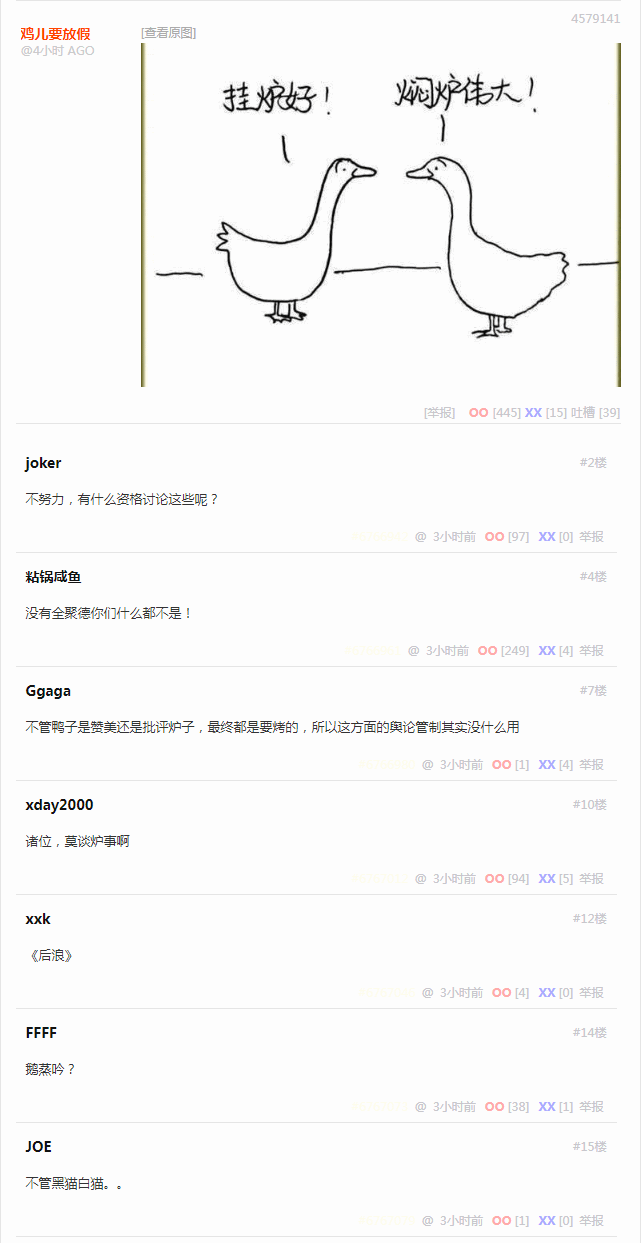 4579141
鸡儿要放假
@4小时 AGO
[查看原图]
挂炉好！
焖炉伟大！
[举报] OO [445] XX [15] 吐槽 [39]
joker #2楼
不努力，有什么资格讨论这些呢？
@ 3小时前 OO [97] XX [0] 举报
粘锅咸鱼 #4楼
没有全聚德你们什么都不是！
@ 3小时前 OO [249] XX [4] 举报
Ggaga #7楼
不管鸭子是赞美还是批评炉子，最终都是要烤的，所以这方面的舆论管制其实没什么用
@ 3小时前 OO [1] XX [4] 举报
xday2000 #10楼
诸位，莫谈炉事啊
@ 3小时前 OO [94] XX [5] 举报
xxk #12楼
《后浪》
@ 3小时前 OO [4] XX [0] 举报
FFFF #14楼
鹅蒸吟？
@ 3小时前 OO [38] XX [1] 举报
JOE #15楼
不管黑猫白猫。。
@ 3小时前 OO [1] XX [0] 举报